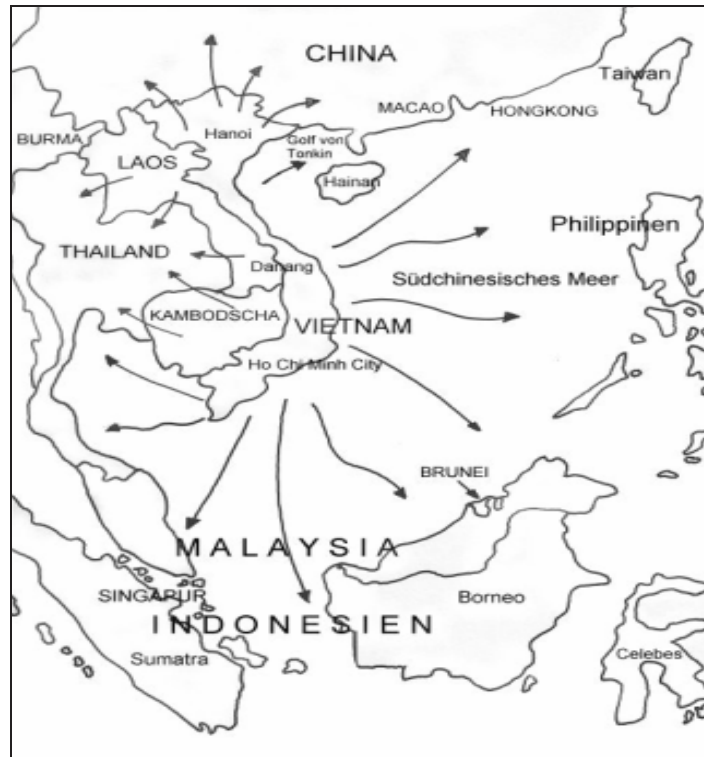 CHINA
Taiwan
MACAO
HONGKONG
BURMA
Hanoi
Golf von
Tonkin
LAOS
Hainan
Philippinen
THAILAND
Danang
Südchinesisches Meer
KAMBODSCHA
VIETNAM
Ho Chi Minh City
BRUNEI
MALAYSIA
SINGAPUR
Borneo
INDONESIEN
Sumatra
Celebes